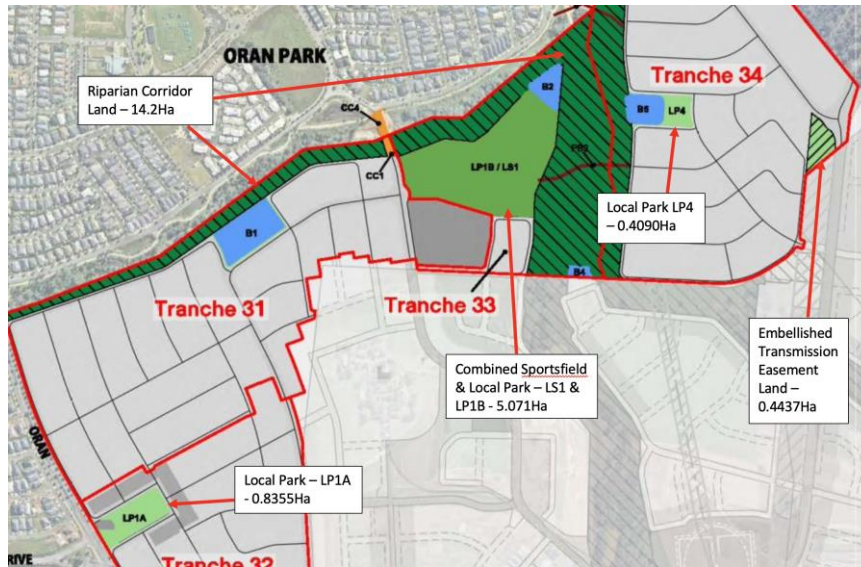 ORAN PARK
Riparian Corridor
Land – 14.2Ha
Tranche 34
B2
B5
LP4
CC4
LP1B / LS1
CC1
Local Park LP4
– 0.4090Ha
B1
B4
Tranche 31
Tranche 33
Combined Sportsfield
& Local Park – LS1 &
LP1B - 5.071Ha
Embellished
Transmission
Easement
Land –
0.4437Ha
ORAN
Local Park – LP1A
- 0.8355Ha
LP1A
RIVE
Tranche 32